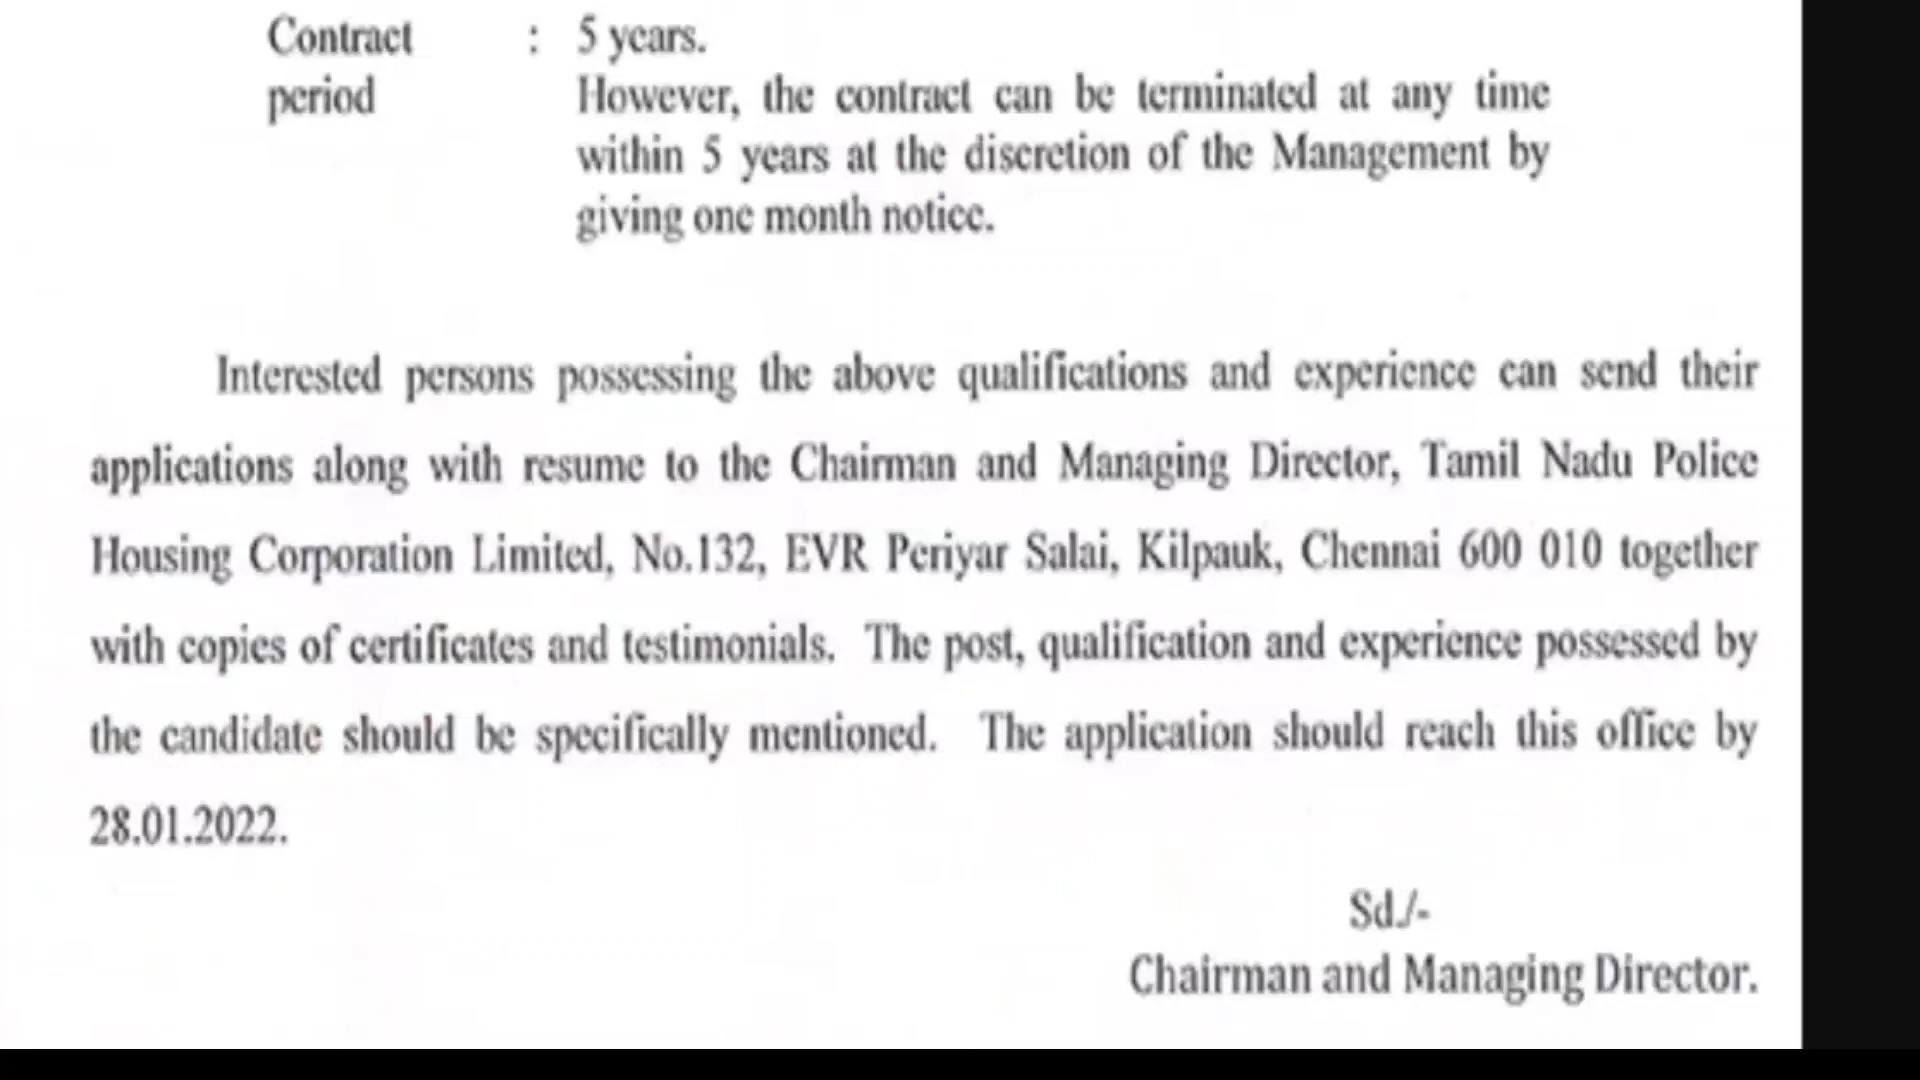 Contract : 5 years.
period However, the contract can be terminated at any time
within 5 years at the discretion of the Management by
giving one month notice.
Interested persons possessing the above qualifications and experience can send their
applications along with resume to the Chairman and Managing Director, Tamil Nadu Police
Housing Corporation Limited, No.132, EVR Periyar Salai, Kilpauk, Chennai 600 010 together
with copies of certificates and testimonials. The post, qualification and experience possessed by
the candidate should be specifically mentioned. The application should reach this office by
28.01.2022.
Sd./-
Chairman and Managing Director.